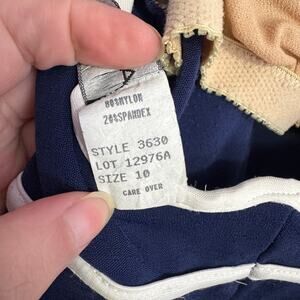 80%NYLON
20%SPANDEX
STYLE 3630
LOT 12976A
SIZE 10
CARE OVER